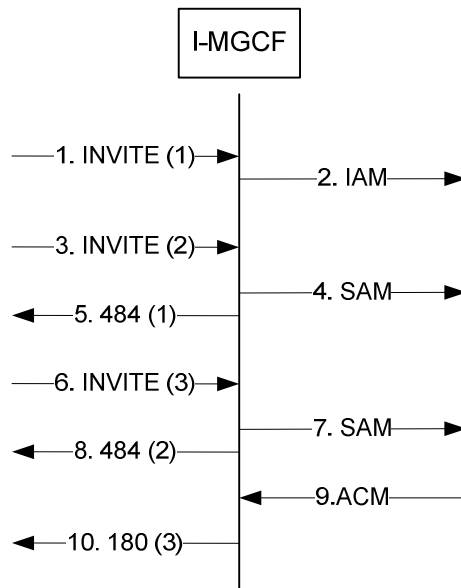 I-MGCF
1. INVITE (1)
2. IAM
3. INVITE (2)
4. SAM
5. 484 (1)
6. INVITE (3)
7. SAM
8. 484 (2)
9.ACM
10. 180 (3)